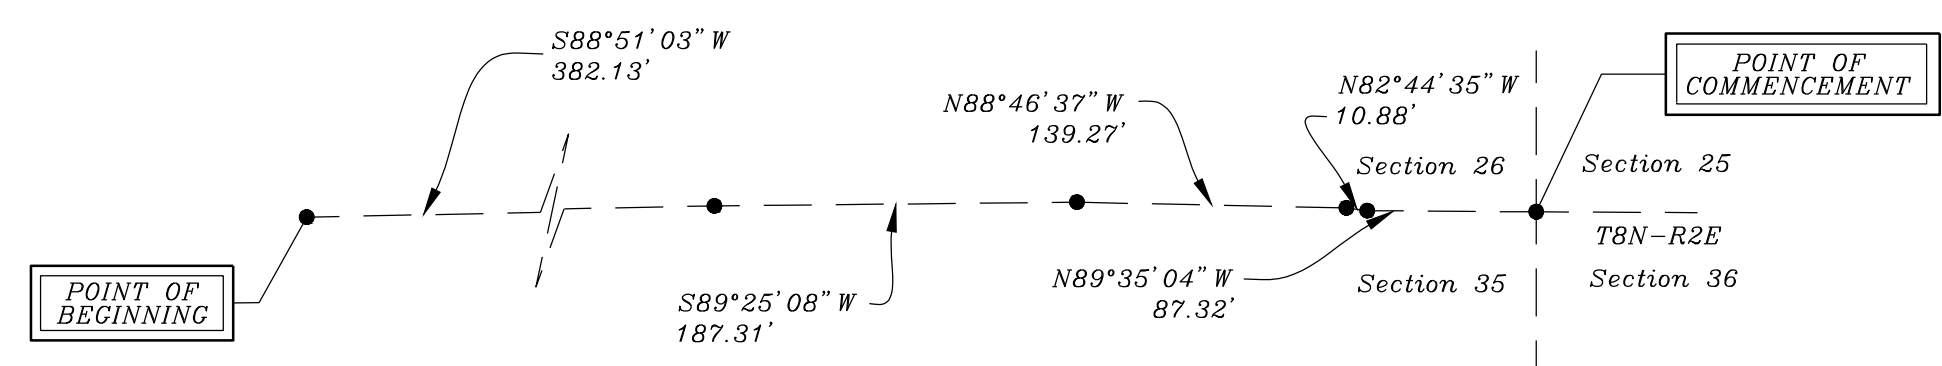 S88°51'03" W
382.13'
N88°46'37" W
139.27'
N82°44'35" W
10.88'
POINT OF
COMMENCEMENT
Section 26
Section 25
T8N-R2E
POINT OF
BEGINNING
S89°25'08" W
187.31'
N89°35'04" W
87.32'
Section 35
Section 36